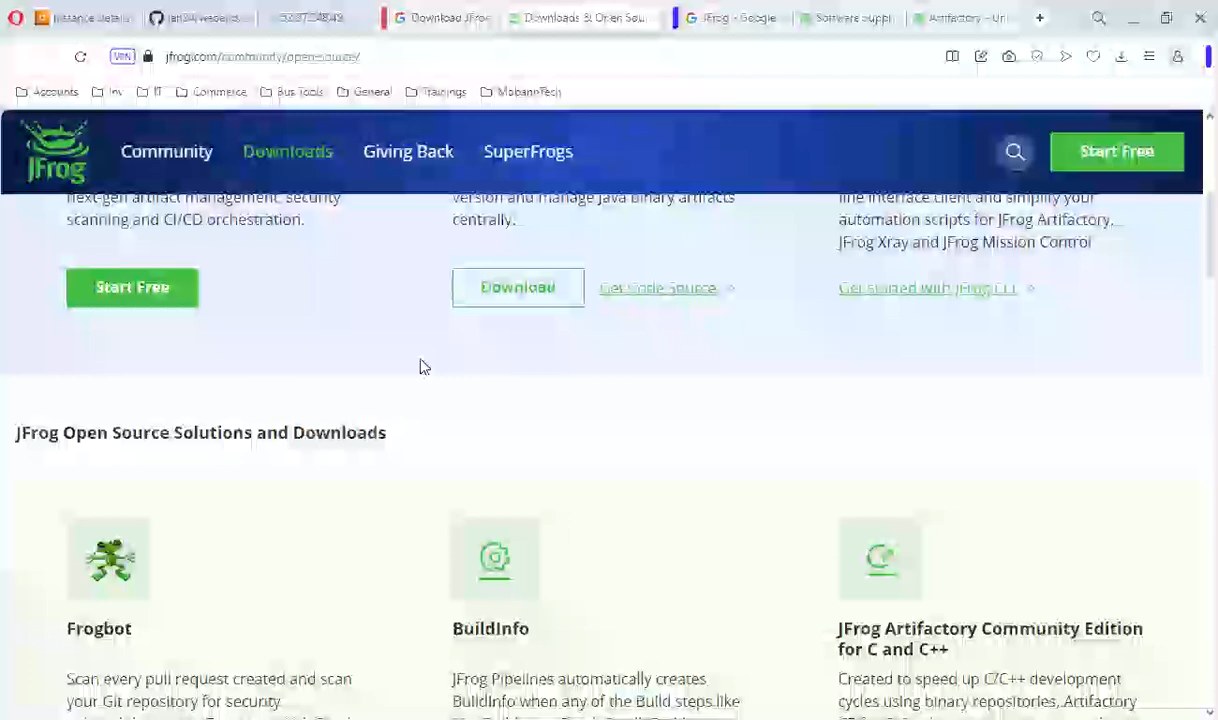 Instance details
Download JFrog
Downloads & Open Sou
JFrog - Google
Software Suppl
Artifactory - Uni
VPN
jfrog.com/community/open-source/
Accounts
Inv
IT
Commerce
Bus Tools
General
Trainings
MobannTech
JFrog
Community
Downloads
Giving Back
SuperFrogs
Start Free
next-gen artifact management, security
scanning and CI/CD orchestration.
version and manage Java binary artifacts
centrally.
line interface client and simplify your
automation scripts for JFrog Artifactory,
JFrog Xray and JFrog Mission Control
Start Free
Download
Get Code Source >
Get started with JFrog CLI >
JFrog Open Source Solutions and Downloads
Frogbot
BuildInfo
JFrog Artifactory Community Edition
for C and C++
Scan every pull request created and scan
your Git repository for security
JFrog Pipelines automatically creates
BuildInfo when any of the Build steps like
Created to speed up C/C++ development
cycles using binary repositories, Artifactory